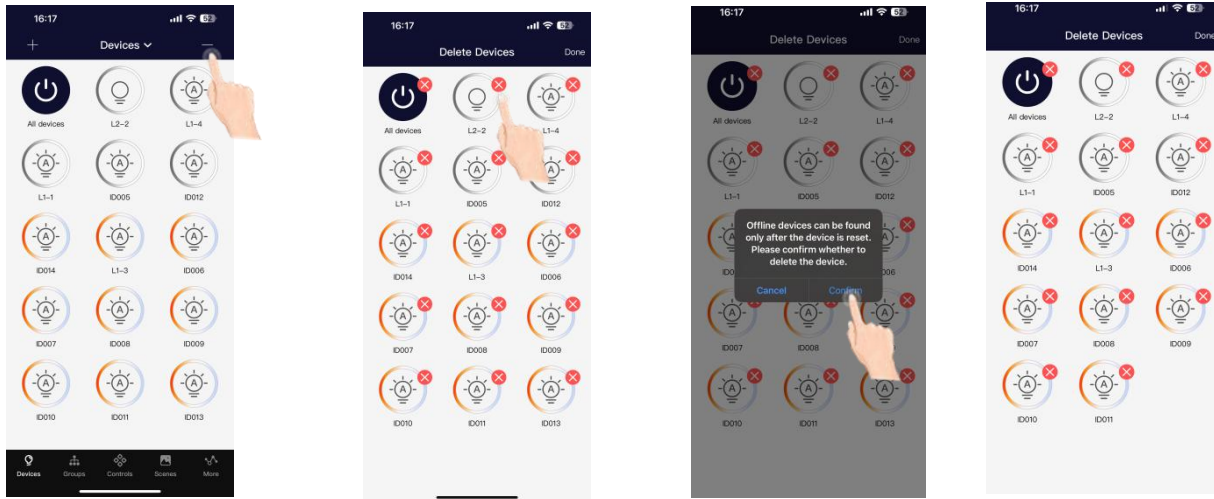 16:17
52
Devices
All devices
L2-2
L1-4
L1-1
ID005
ID012
ID014
L1-3
ID006
ID007
ID008
ID009
ID010
ID011
ID013
Devices
Groups
Controls
Scenes
More
16:17
52
Delete Devices
Done
All devices
L2-2
L1-4
L1-1
ID005
ID012
ID014
L1-3
ID006
ID007
ID008
ID009
ID010
ID011
ID013
16:17
52
Delete Devices
Done
All devices
L2-2
L1-4
L1-1
ID005
ID012
Offline devices can be found
only after the device is reset.
Please confirm whether to
delete the device.
Cancel
Confirm
ID007
ID008
ID010
ID011
ID013
16:17
52
Delete Devices
Done
All devices
L2-2
L1-4
L1-1
ID005
ID012
ID014
L1-3
ID006
ID007
ID008
ID009
ID010
ID011